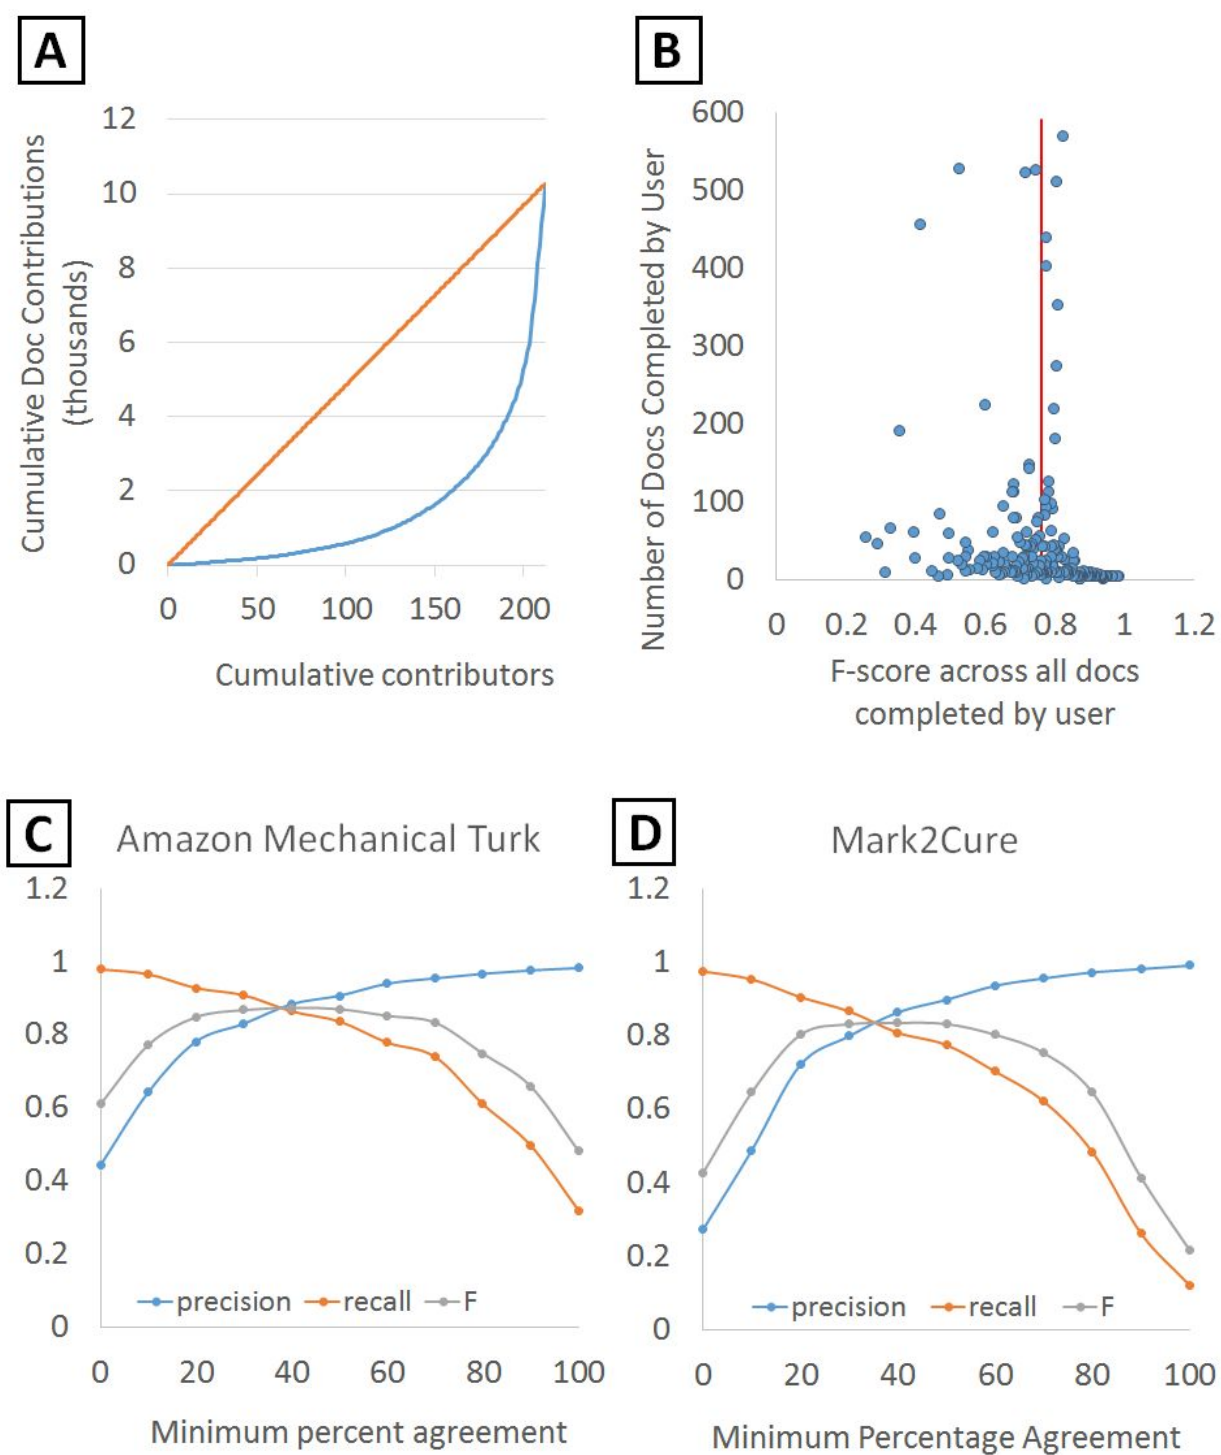 A
Cumulative Doc Contributions
(thousands)
12
10
8
6
4
2
0
0 50 100 150 200
Cumulative contributors
B
Number of Docs Completed by User
600
500
400
300
200
100
0
0 0.2 0.4 0.6 0.8 1 1.2
F-score across all docs
completed by user
C
Amazon Mechanical Turk
1.2
1
0.8
0.6
0.4
0.2
0
precision recall F
0 20 40 60 80 100
Minimum percent agreement
D
Mark2Cure
1.2
1
0.8
0.6
0.4
0.2
0
precision recall F
0 20 40 60 80 100
Minimum Percentage Agreement